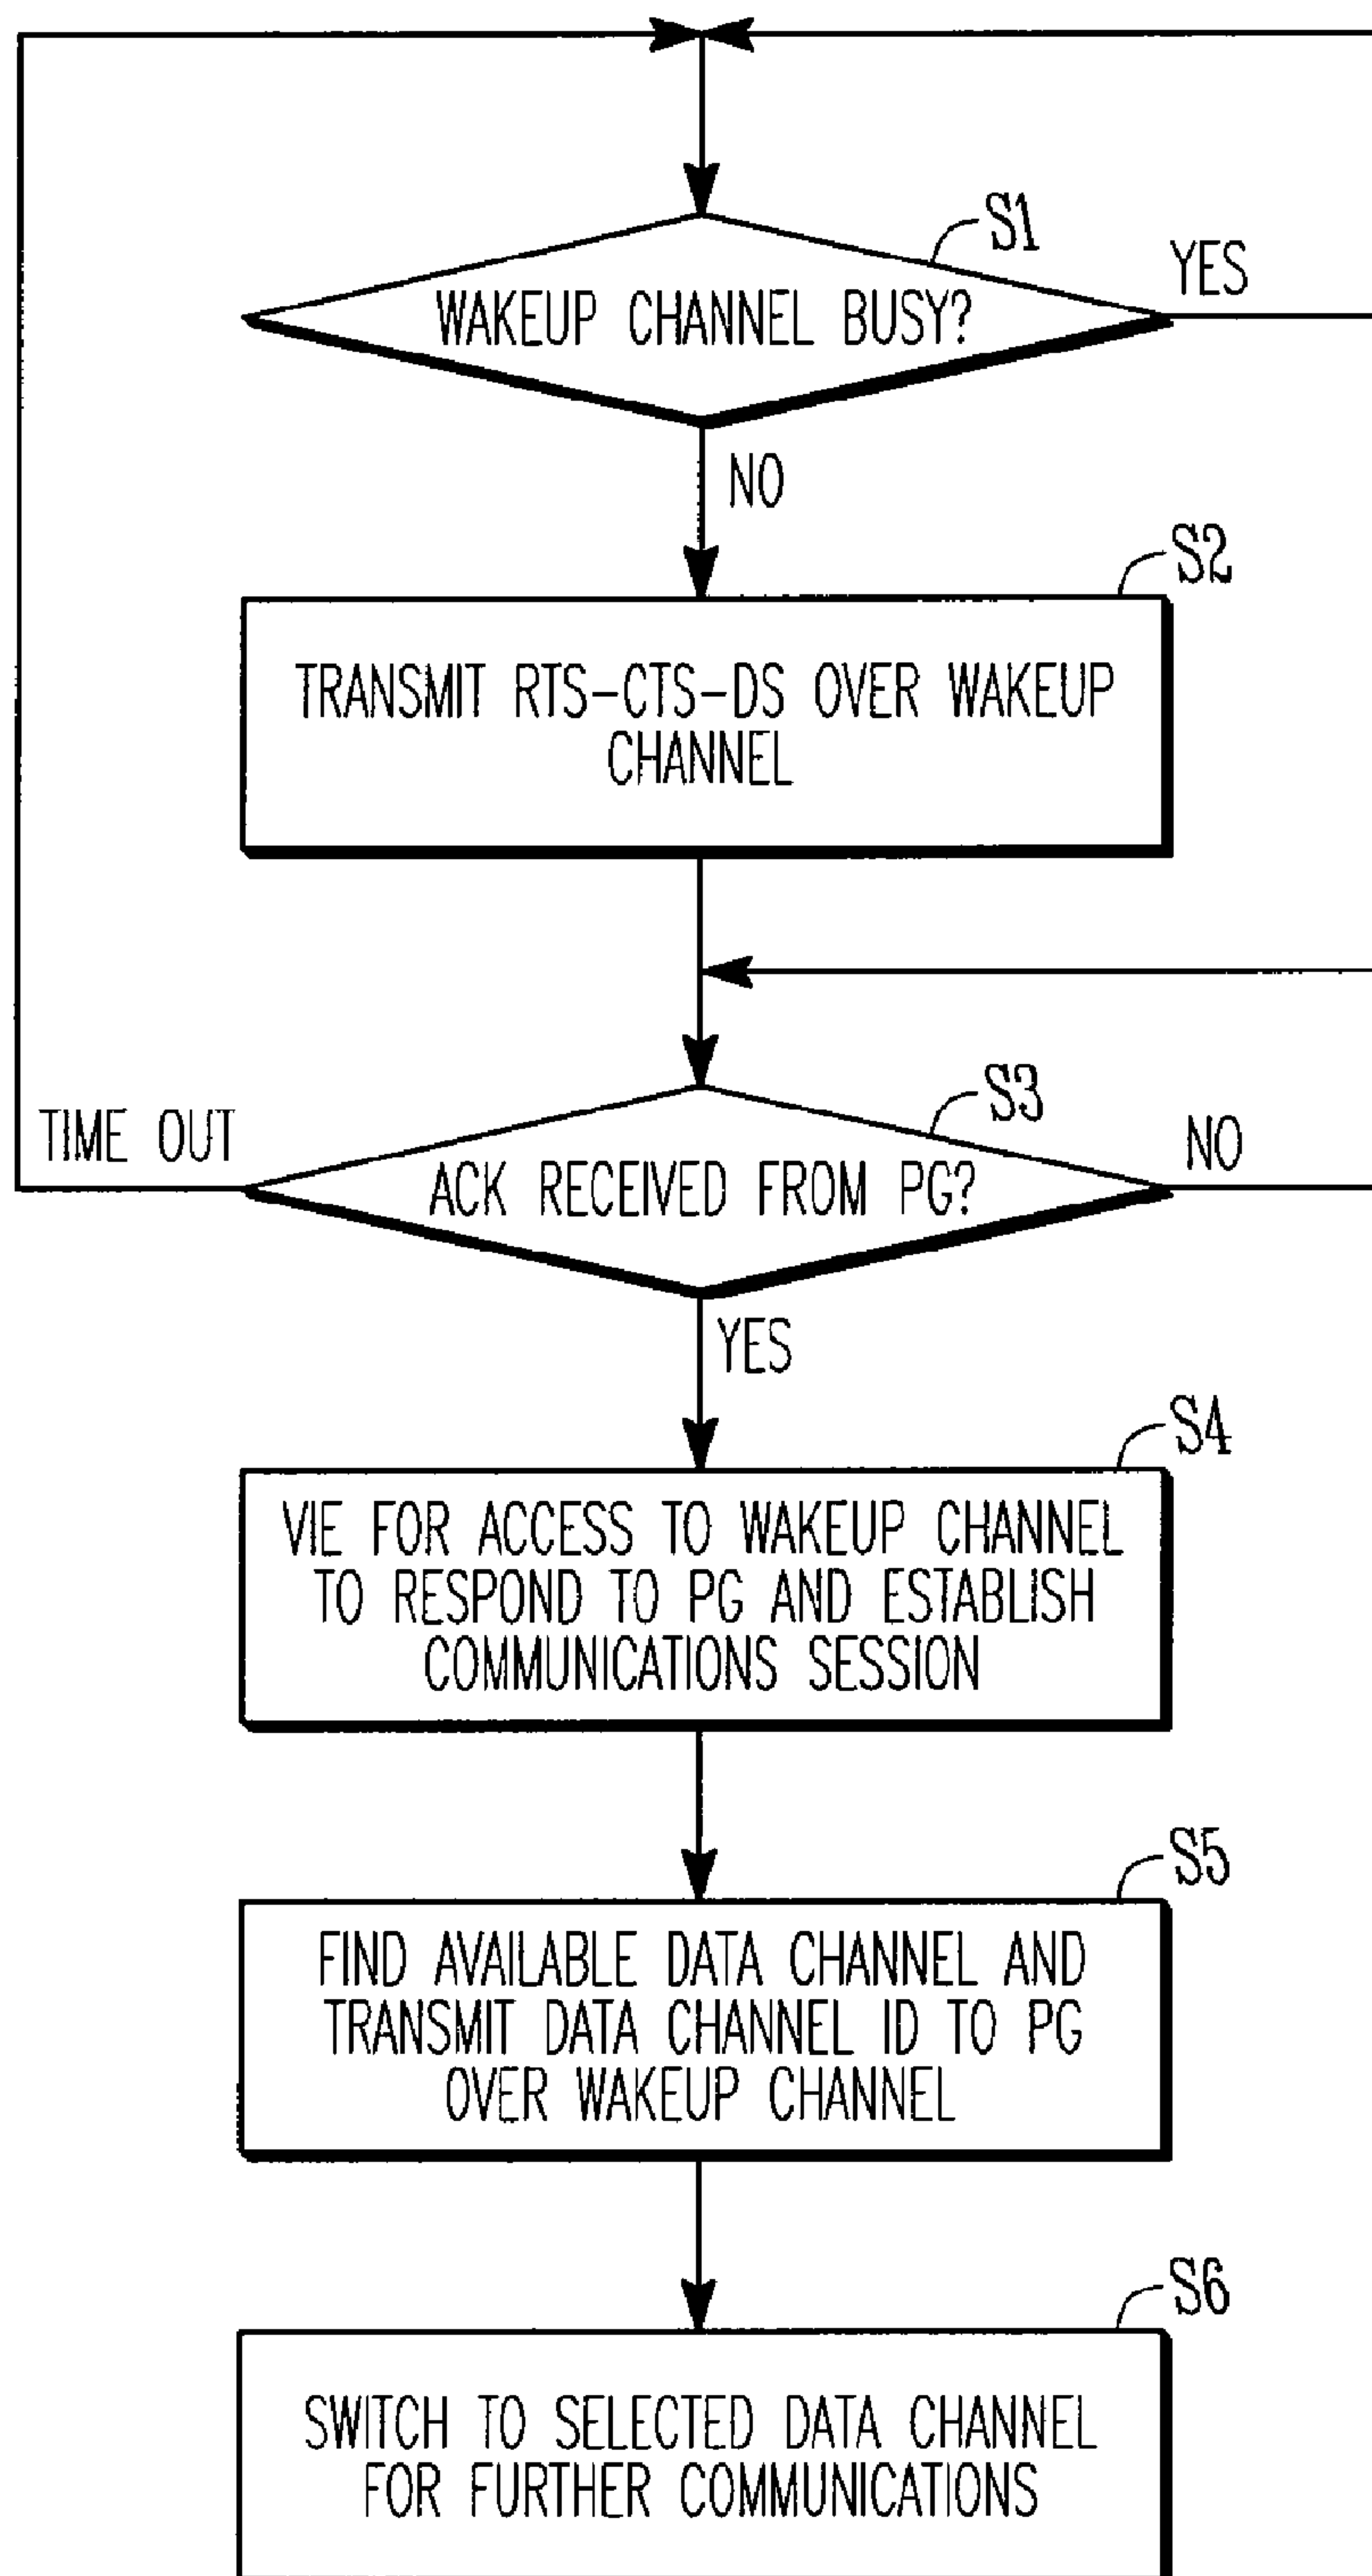 S1
WAKEUP CHANNEL BUSY?
YES
NO
S2
TRANSMIT RTS-CTS-DS OVER WAKEUP
CHANNEL
S3
TIME OUT
ACK RECEIVED FROM PG?
NO
YES
S4
VIE FOR ACCESS TO WAKEUP CHANNEL
TO RESPOND TO PG AND ESTABLISH
COMMUNICATIONS SESSION
S5
FIND AVAILABLE DATA CHANNEL AND
TRANSMIT DATA CHANNEL ID TO PG
OVER WAKEUP CHANNEL
S6
SWITCH TO SELECTED DATA CHANNEL
FOR FURTHER COMMUNICATIONS